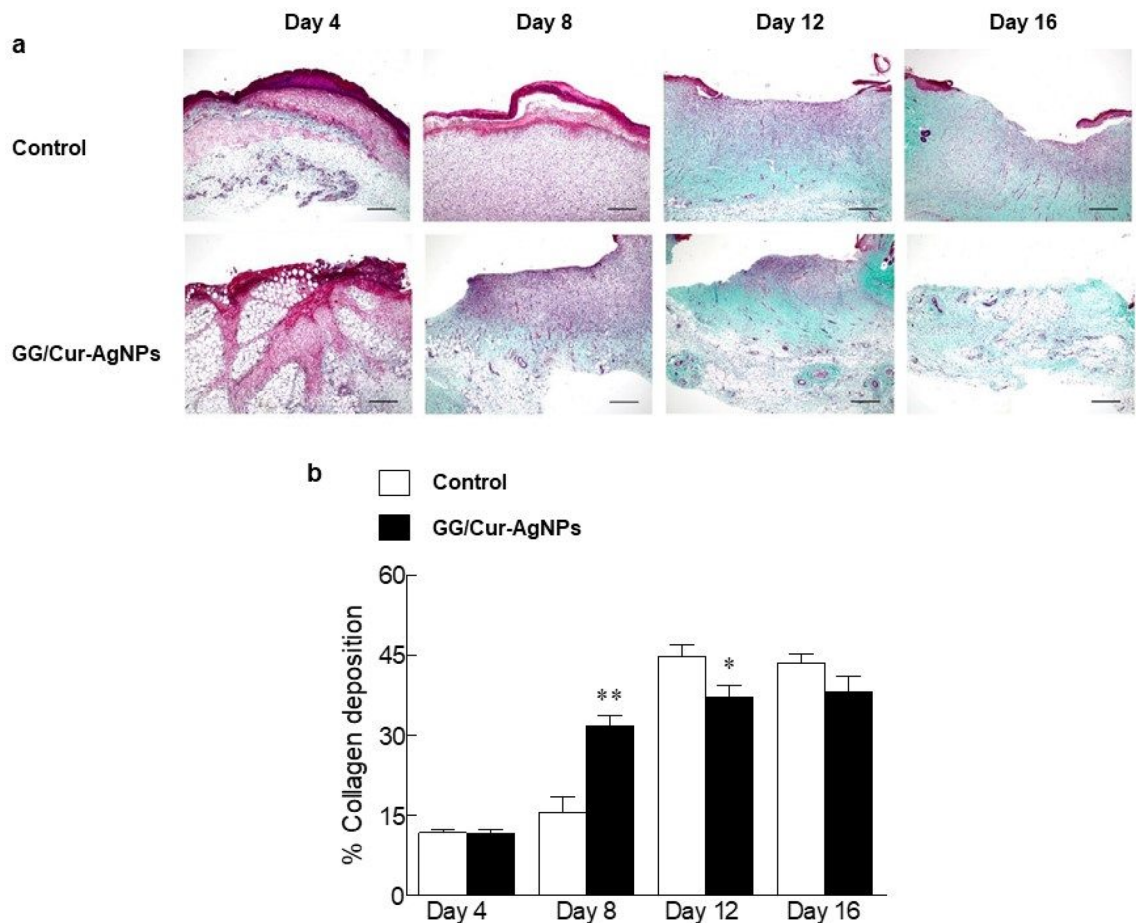 Day 4 Day 8 Day 12 Day 16
a
Control
GG/Cur-AgNPs
b
Control
GG/Cur-AgNPs
% Collagen deposition
60
45
30
15
0
**
*
Day 4 Day 8 Day 12 Day 16